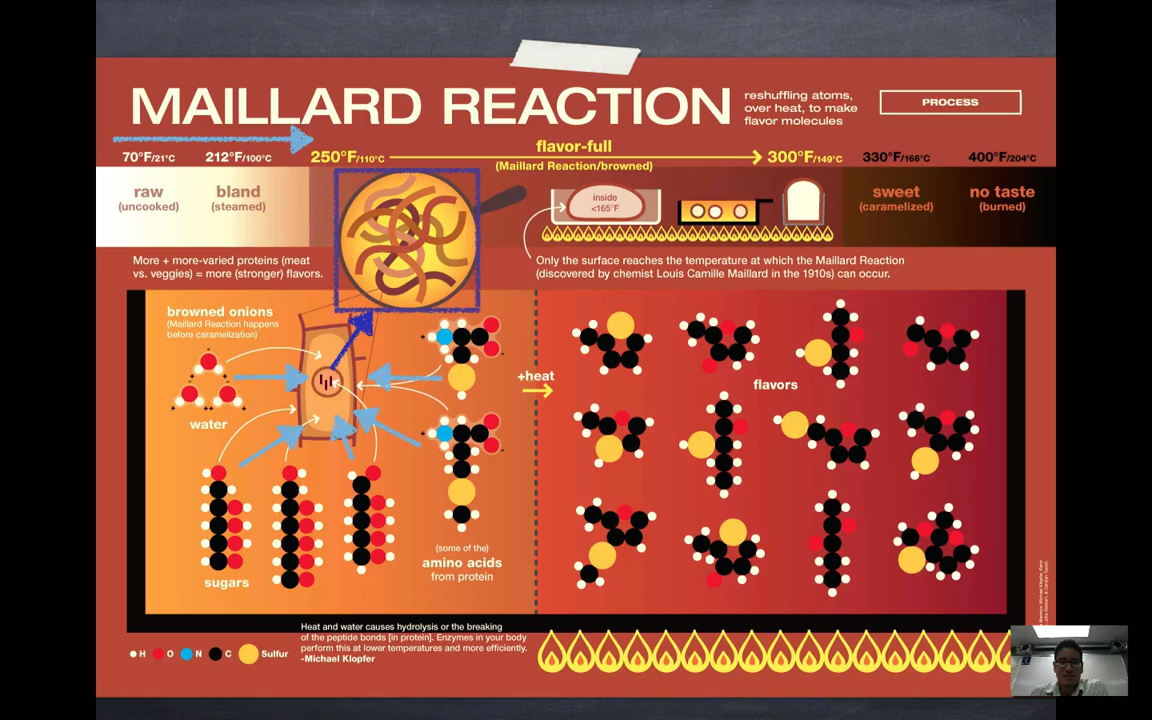 MAILLARD REACTION
reshuffling atoms,
over heat, to make
flavor molecules
PROCESS
70°F/21°C
212°F/100°C
250°F/110°C
flavor-full
(Maillard Reaction/browned)
300°F/149°C
330°F/166°C
400°F/204°C
raw
(uncooked)
bland
(steamed)
inside
<165°F
sweet
(caramelized)
no taste
(burned)
More + more-varied proteins (meat
vs. veggies) = more (stronger) flavors.
Only the surface reaches the temperature at which the Maillard Reaction
(discovered by chemist Louis Camille Maillard in the 1910s) can occur.
browned onions
(Maillard Reaction happens
before caramelization)
water
sugars
(some of the)
amino acids
from protein
+heat
flavors
Heat and water causes hydrolysis or the breaking
of the peptide bonds [in protein]. Enzymes in your body
perform this at lower temperatures and more efficiently.
-Michael Klopfer
H O N C Sulfur